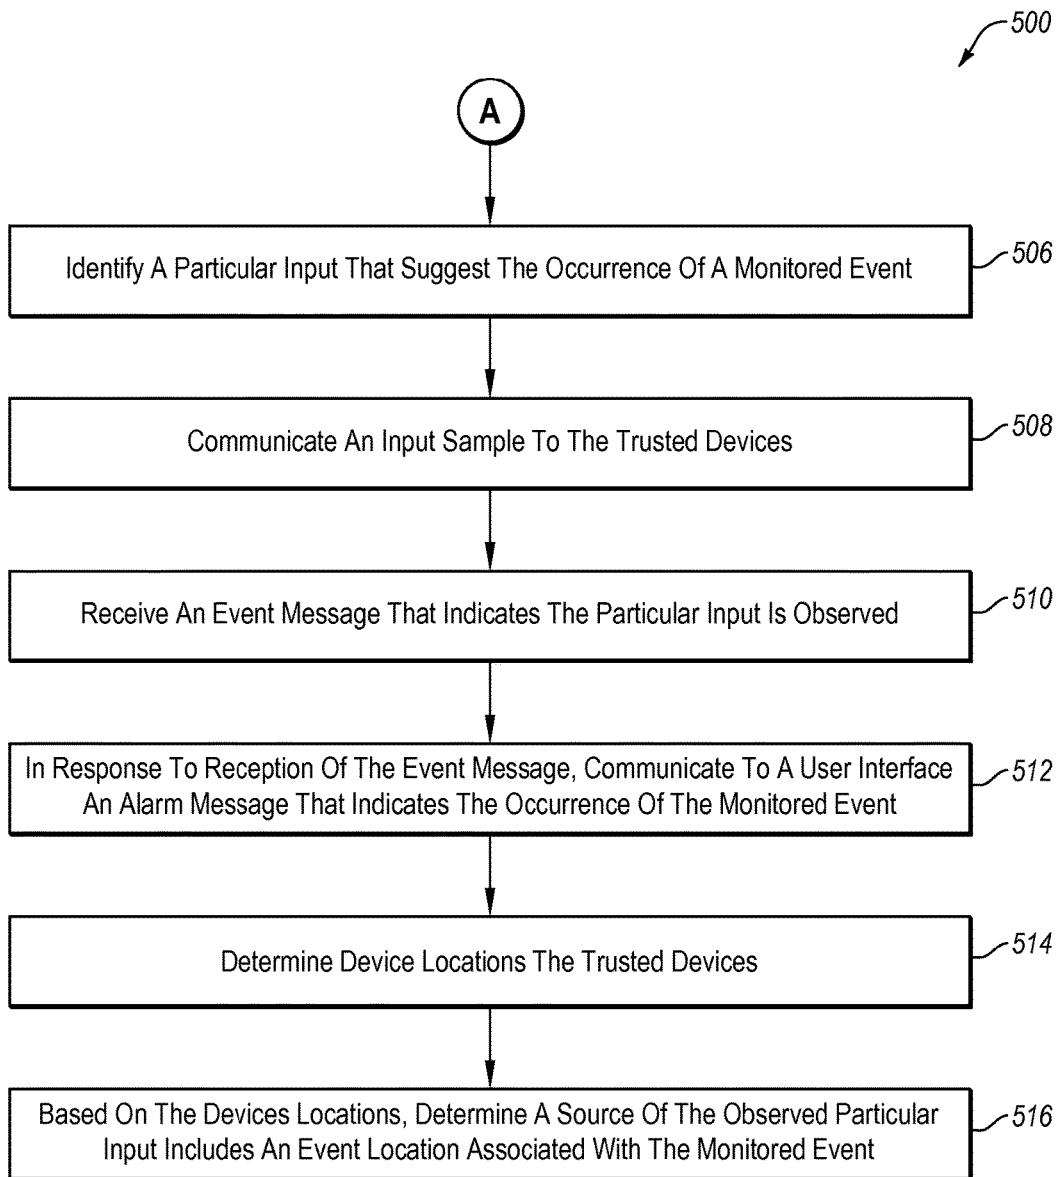 500
A
Identify A Particular Input That Suggest The Occurrence Of A Monitored Event
506
Communicate An Input Sample To The Trusted Devices
508
Receive An Event Message That Indicates The Particular Input Is Observed
510
In Response To Reception Of The Event Message, Communicate To A User Interface
An Alarm Message That Indicates The Occurrence Of The Monitored Event
512
Determine Device Locations The Trusted Devices
514
Based On The Devices Locations, Determine A Source Of The Observed Particular
Input Includes An Event Location Associated With The Monitored Event
516